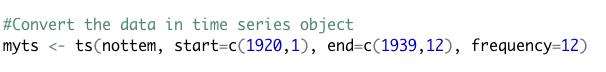 #Convert the data in time series object
myts <- ts(nottem, start=c(1920,1), end=c(1939,12), frequency=12)